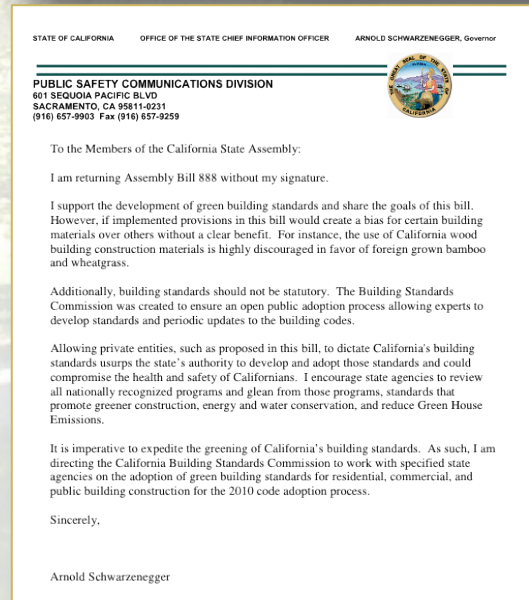 STATE OF CALIFORNIA OFFICE OF THE STATE CHIEF INFORMATION OFFICER ARNOLD SCHWARZENEGGER, Governor
THE GREAT SEAL OF THE STATE OF CALIFORNIA
PUBLIC SAFETY COMMUNICATIONS DIVISION
601 SEQUOIA PACIFIC BLVD
SACRAMENTO, CA 95811-0231
(916) 657-9903 Fax (916) 657-9259
To the Members of the California State Assembly:
I am returning Assembly Bill 888 without my signature.
I support the development of green building standards and share the goals of this bill.
However, if implemented provisions in this bill would create a bias for certain building
materials over others without a clear benefit. For instance, the use of California wood
building construction materials is highly discouraged in favor of foreign grown bamboo
and wheatgrass.
Additionally, building standards should not be statutory. The Building Standards
Commission was created to ensure an open public adoption process allowing experts to
develop standards and periodic updates to the building codes.
Allowing private entities, such as proposed in this bill, to dictate California's building
standards usurps the state's authority to develop and adopt those standards and could
compromise the health and safety of Californians. I encourage state agencies to review
all nationally recognized programs and glean from those programs, standards that
promote greener construction, energy and water conservation, and reduce Green House
Emissions.
It is imperative to expedite the greening of California's building standards. As such, I am
directing the California Building Standards Commission to work with specified state
agencies on the adoption of green building standards for residential, commercial, and
public building construction for the 2010 code adoption process.
Sincerely,
Arnold Schwarzenegger